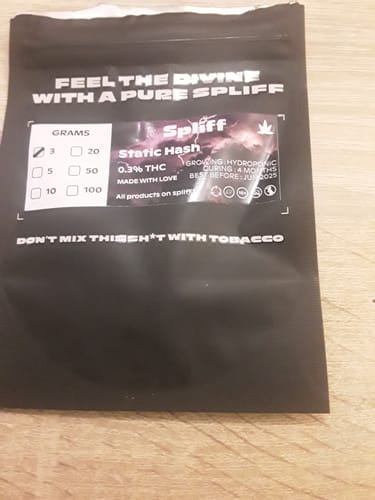 FEEL THE DIVINE
WITH A PURE SPLIFF
GRAMS
3 20
5 50
10 100
Spliff
Static Hash
0.3% THC
MADE WITH LOVE
All products on spliff
GROWING : HYDROPONIC
CURING : 4 MONTHS
BEST BEFORE : JUN 2025
18+
DON'T MIX THIS SH*T WITH TOBACCO